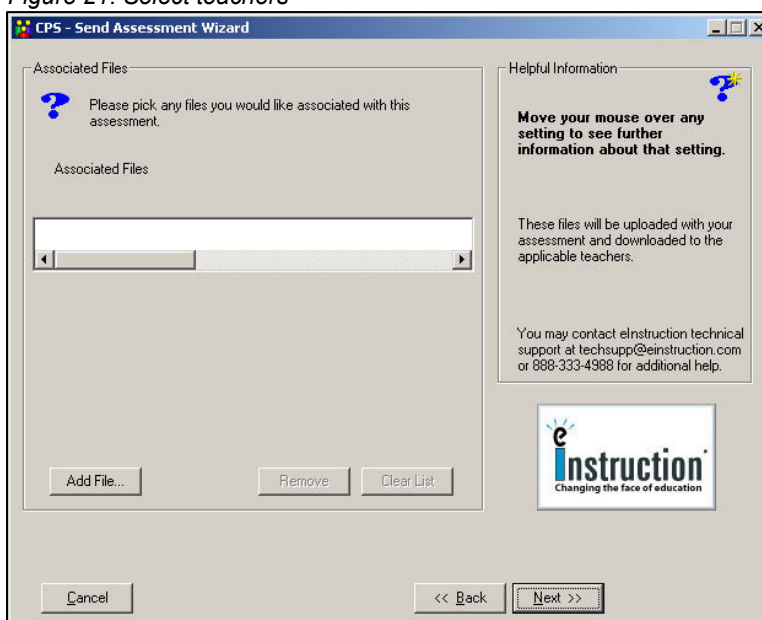 Figure 21: Select teachers
CPS - Send Assessment Wizard
Associated Files
Please pick any files you would like associated with this
assessment.
Associated Files
Add File...
Remove
Clear List
Helpful Information
Move your mouse over any
setting to see further
information about that setting.
These files will be uploaded with your
assessment and downloaded to the
applicable teachers.
You may contact eInstruction technical
support at techsupp@einstruction.com
or 888-333-4988 for additional help.
eInstruction
Changing the face of education
Cancel
<< Back
Next >>